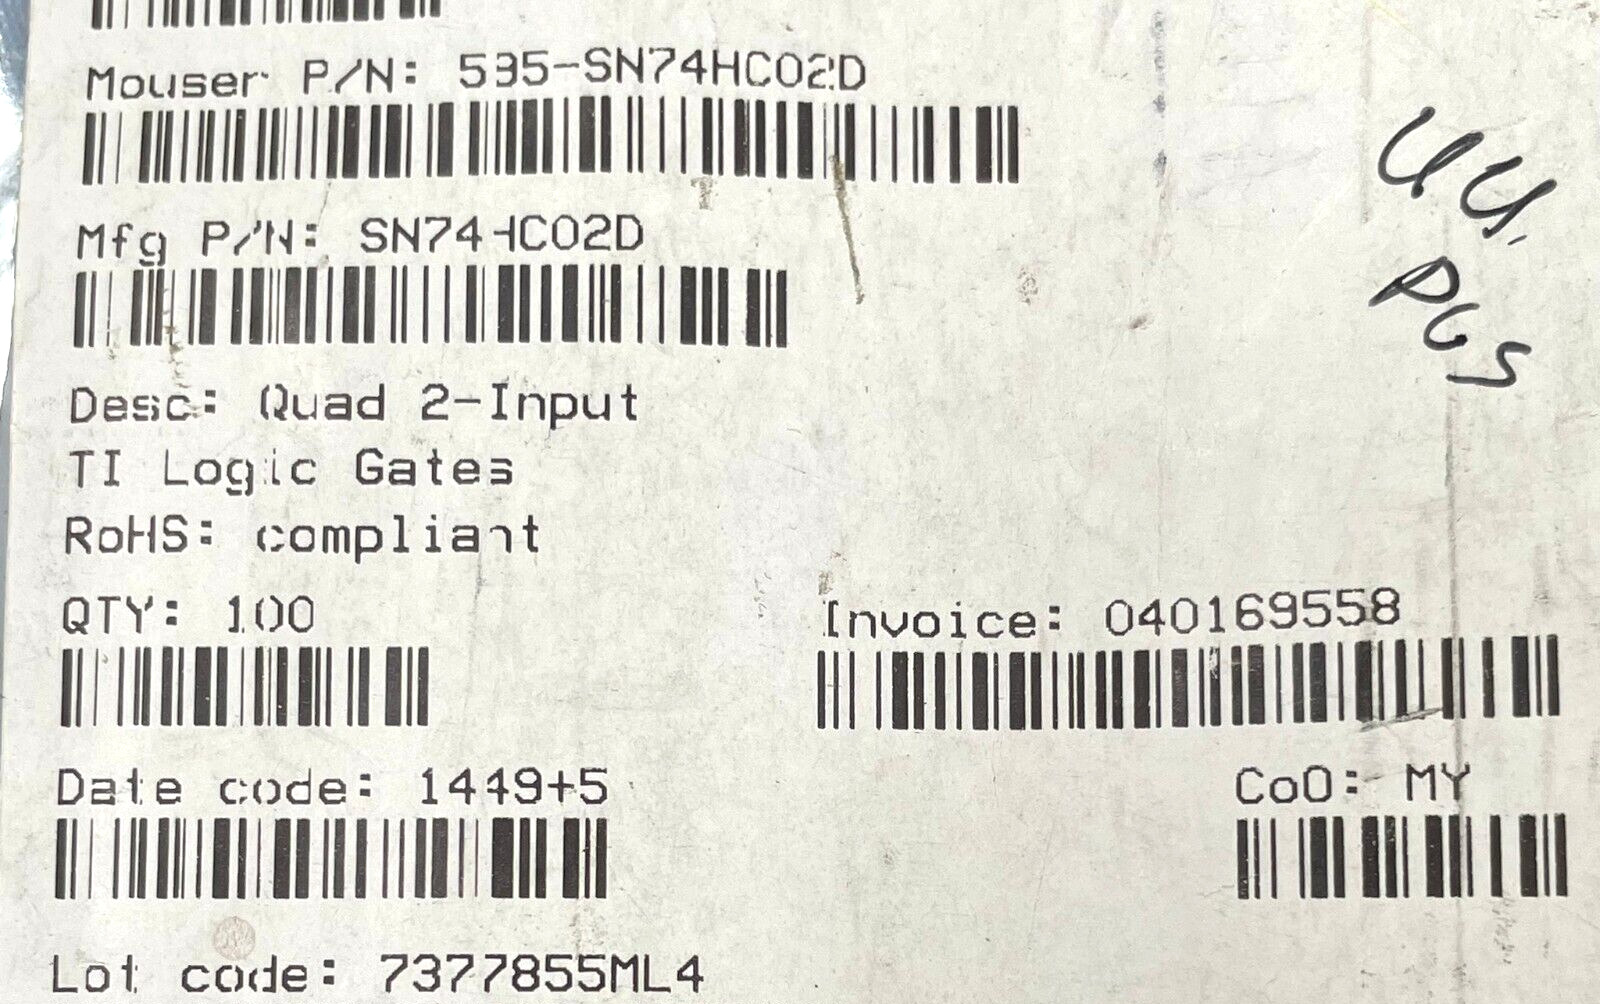 Mouser P/N: 595-SN74HC02D
Mfg P/N: SN74HC02D
Desc: Quad 2-Input
TI Logic Gates
RoHS: compliant
QTY: 100
Invoice: 040169558
Date code: 1449+5
CoO: MY
Lot code: 7377855ML4
PGS